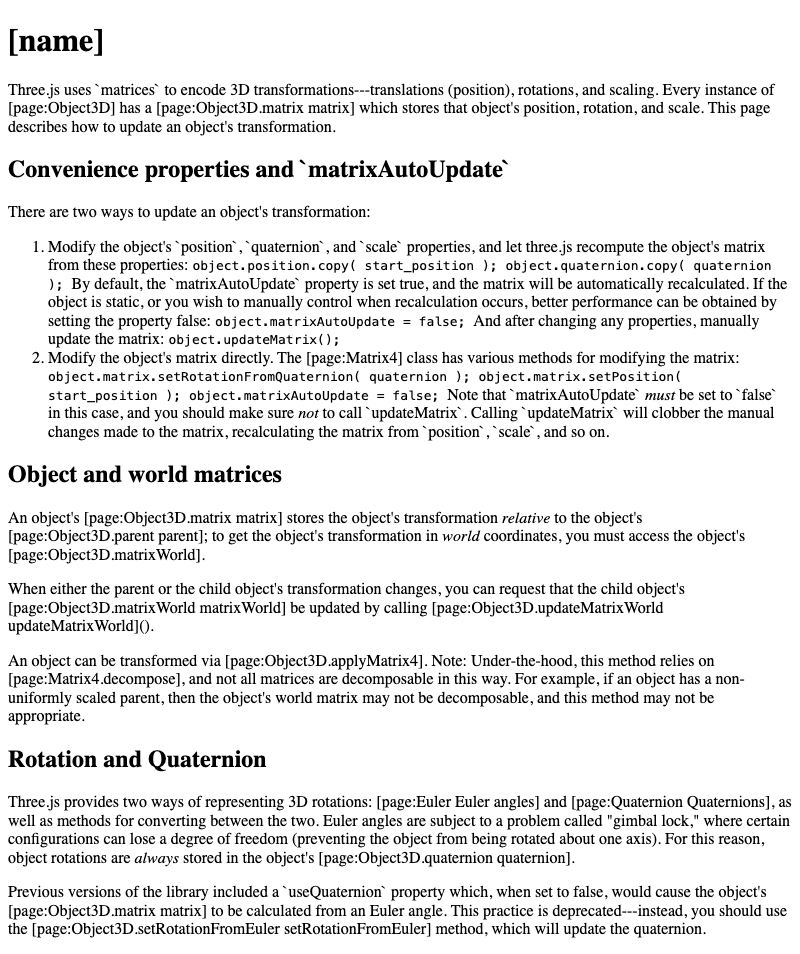 [name]
Three.js uses `matrices` to encode 3D transformations---translations (position), rotations, and scaling. Every instance of
[page:Object3D] has a [page:Object3D.matrix matrix] which stores that object's position, rotation, and scale. This page
describes how to update an object's transformation.
Convenience properties and `matrixAutoUpdate`
There are two ways to update an object's transformation:
1. Modify the object's `position`, `quaternion`, and `scale` properties, and let three.js recompute the object's matrix
from these properties: object.position.copy( start_position ); object.quaternion.copy( quaternion
); By default, the `matrixAutoUpdate` property is set true, and the matrix will be automatically recalculated. If the
object is static, or you wish to manually control when recalculation occurs, better performance can be obtained by
setting the property false: object.matrixAutoUpdate = false; And after changing any properties, manually
update the matrix: object.updateMatrix();
2. Modify the object's matrix directly. The [page:Matrix4] class has various methods for modifying the matrix:
object.matrix.setRotationFromQuaternion( quaternion ); object.matrix.setPosition(
start_position ); object.matrixAutoUpdate = false; Note that `matrixAutoUpdate` must be set to `false`
in this case, and you should make sure not to call `updateMatrix`. Calling `updateMatrix` will clobber the manual
changes made to the matrix, recalculating the matrix from `position`, `scale`, and so on.
Object and world matrices
An object's [page:Object3D.matrix matrix] stores the object's transformation relative to the object's
[page:Object3D.parent parent]; to get the object's transformation in world coordinates, you must access the object's
[page:Object3D.matrixWorld].
When either the parent or the child object's transformation changes, you can request that the child object's
[page:Object3D.matrixWorld matrixWorld] be updated by calling [page:Object3D.updateMatrixWorld
updateMatrixWorld]().
An object can be transformed via [page:Object3D.applyMatrix4]. Note: Under-the-hood, this method relies on
[page:Matrix4.decompose], and not all matrices are decomposable in this way. For example, if an object has a non-
uniformly scaled parent, then the object's world matrix may not be decomposable, and this method may not be
appropriate.
Rotation and Quaternion
Three.js provides two ways of representing 3D rotations: [page:Euler Euler angles] and [page:Quaternion Quaternions], as
well as methods for converting between the two. Euler angles are subject to a problem called "gimbal lock," where certain
configurations can lose a degree of freedom (preventing the object from being rotated about one axis). For this reason,
object rotations are always stored in the object's [page:Object3D.quaternion quaternion].
Previous versions of the library included a `useQuaternion` property which, when set to false, would cause the object's
[page:Object3D.matrix matrix] to be calculated from an Euler angle. This practice is deprecated---instead, you should use
the [page:Object3D.setRotationFromEuler setRotationFromEuler] method, which will update the quaternion.